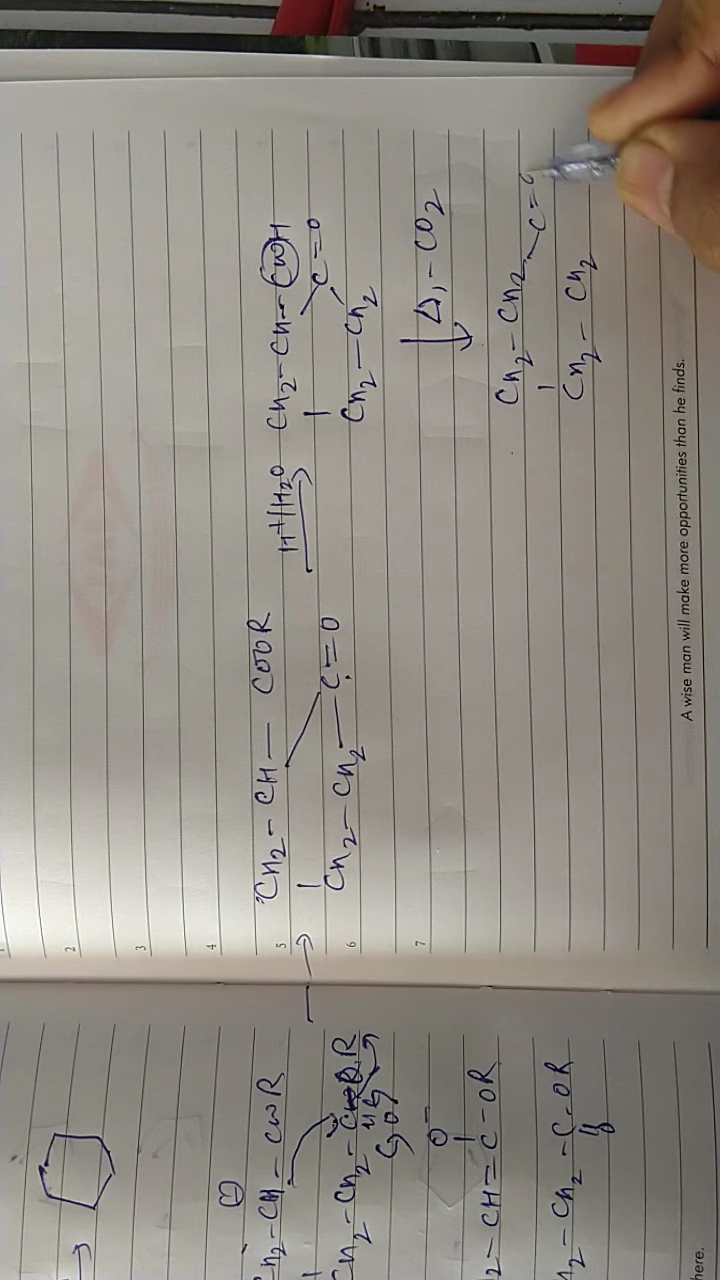 CH2 – CH – COOR
CH2 – CH2 – C = O
H+/H2O
CH2 – CH – COOH
C = O
CH2 – CH2
Δ, – CO2
CH2 – CH2
C =
CH2 – CH2
A wise man will make more opportunities than he finds.
2
3
4
5
6
7
⊖
CH2 – CH – COOR
CH2 – CH2 –
O–
CH = C – OR
CH2 – C – OR
here.